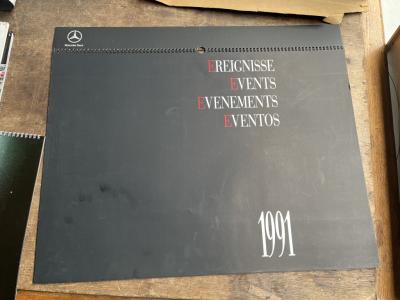 Mercedes-Benz
EREIGNISSE
EVENTS
EVENEMENTS
EVENTOS
1991